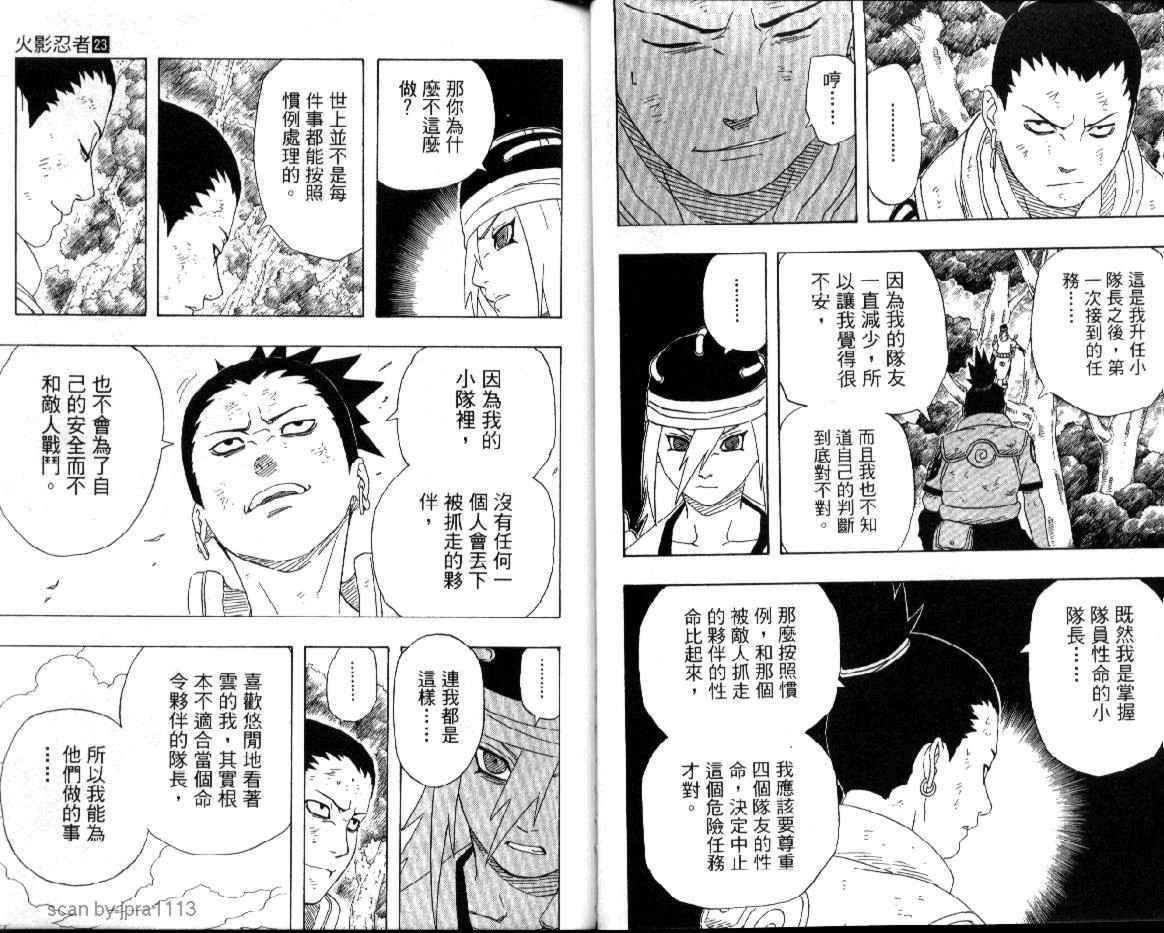 ………
哼……
這是我升任小
隊長之後，第
一次接到的任
務……
因為我的隊友
一直減少，所
以讓我覺得很
不安，
而且我也不知
道自己的判斷
到底對不對。
………
既然我是掌握
隊員性命的小
隊長……
那麼按照慣
例，和那個
被敵人抓走
的夥伴的性
命比起來，
我應該要尊重
四個隊友的性
命，決定中止
這個危險任務
才對。
火影忍者23
那你為什
麼不這麼
做？
世上並不是每
件事都能按照
慣例處理的。
因為我的
小隊裡，
沒有任何一
個人會丟下
被抓走的夥
伴，
也不會為了自
己的安全而不
和敵人戰鬥。
……
連我都是
這樣……
……
喜歡悠閒地看著
雲的我，其實根
本不適合當個命
令夥伴的隊長，
所以我能為
他們做的事
……
scan by jpra1113